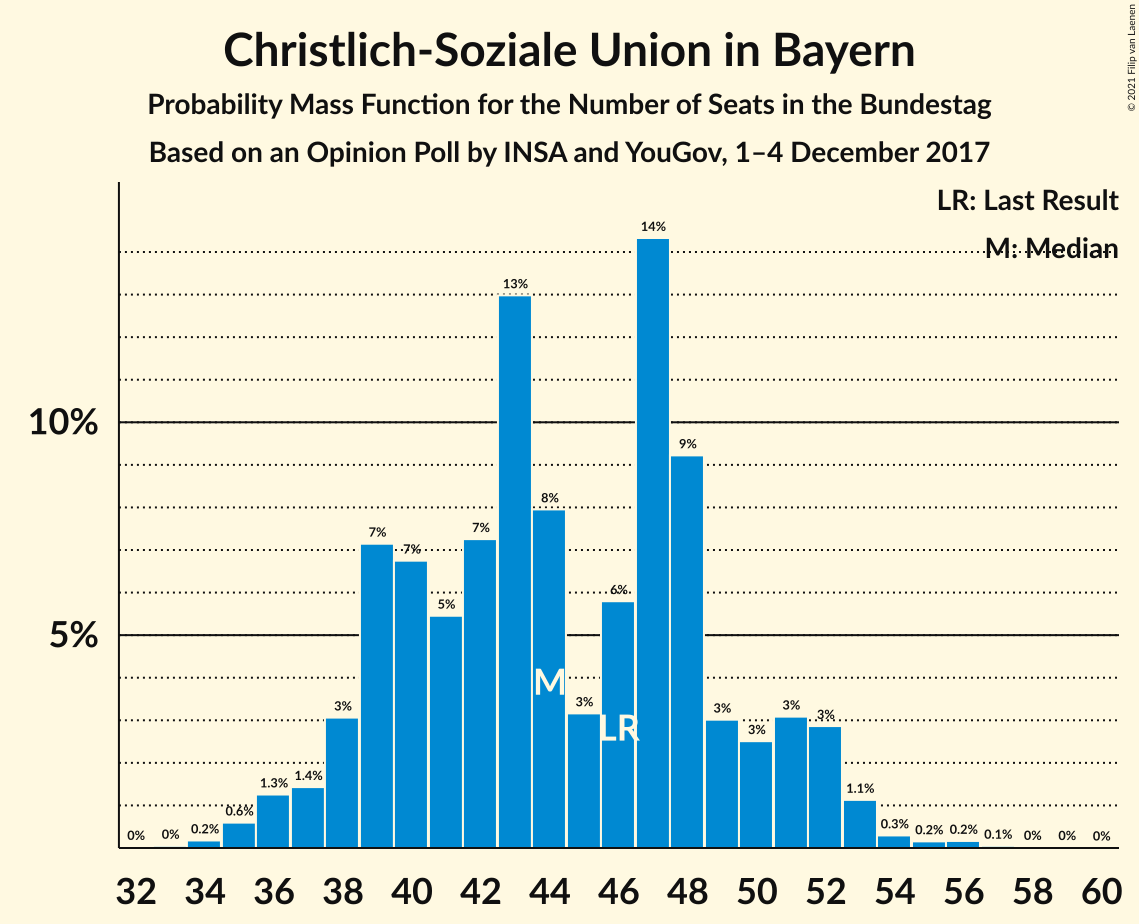 Christlich-Soziale Union in Bayern
Probability Mass Function for the Number of Seats in the Bundestag
Based on an Opinion Poll by INSA and YouGov, 1–4 December 2017
© 2021 Filip van Laenen
LR: Last Result
M: Median
10%
5%
0% 0% 0.2% 0.6% 1.3% 1.4% 3% 7% 7% 5% 7% 13% 8% 3% 6% 14% 9% 3% 3% 3% 3% 1.1% 0.3% 0.2% 0.2% 0.1% 0% 0% 0%
M
LR
32 34 36 38 40 42 44 46 48 50 52 54 56 58 60